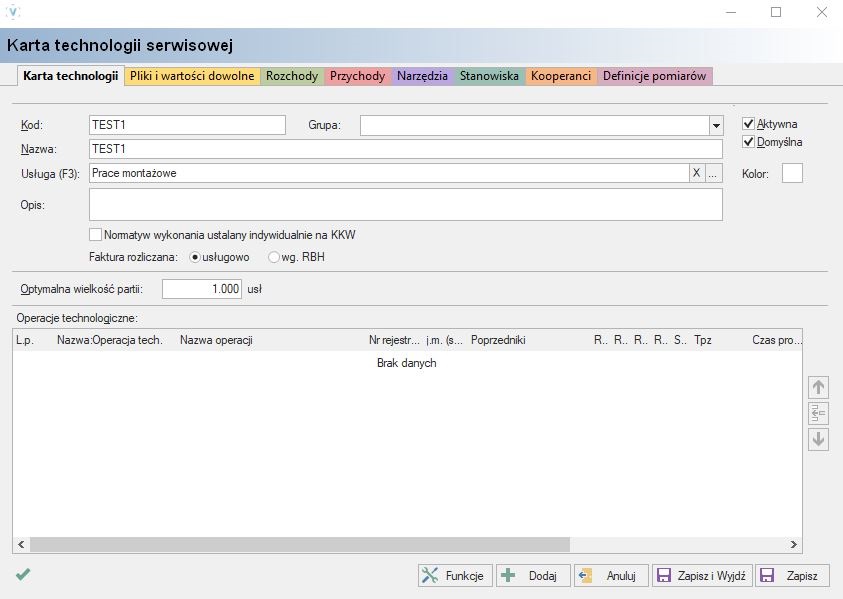 Karta technologii serwisowej
Karta technologii Pliki i wartości dowolne Rozchody Przychody Narzędzia Stanowiska Kooperanci Definicje pomiarów
Kod: TEST1 Grupa: Aktywna
Nazwa: TEST1 Domyślna
Usługa (F3): Prace montażowe X ... Kolor:
Opis:
Normatyw wykonania ustalany indywidualnie na KKW
Faktura rozliczana: usługowo wg. RBH
Optymalna wielkość partii: 1.000 usł
Operacje technologiczne:
L.p. Nazwa:Operacja tech. Nazwa operacji Nr rejestr... j.m. (s... Poprzedniki R.. R.. R.. R.. S.. Tpz Czas pro...
Brak danych
Funkcje Dodaj Anuluj Zapisz i Wyjdź Zapisz